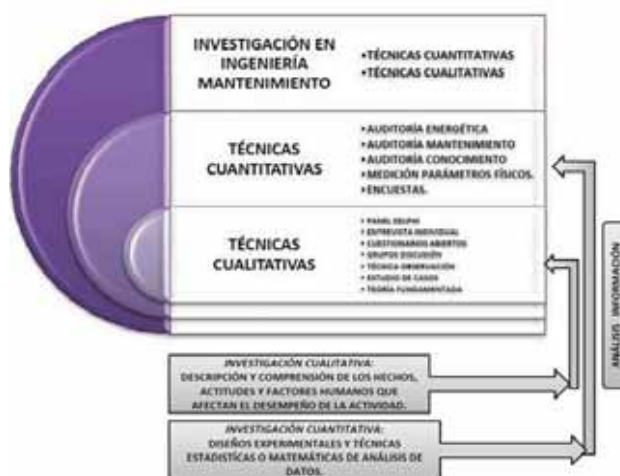 INVESTIGACIÓN EN
INGENIERÍA
MANTENIMIENTO
•TÉCNICAS CUANTITATIVAS
•TÉCNICAS CUALITATIVAS
TÉCNICAS
CUANTITATIVAS
•AUDITORÍA ENERGÉTICA
•AUDITORÍA MANTENIMIENTO
•AUDITORÍA CONOCIMIENTO
•MEDICIÓN PARÁMETROS FÍSICOS.
•ENCUESTAS.
TÉCNICAS
CUALITATIVAS
•PANEL DELPHI
•ENTREVISTA INDIVIDUAL
•CUESTIONARIOS ABIERTOS
•GRUPOS DISCUSIÓN
•TÉCNICA OBSERVACIÓN
•ESTUDIO DE CASOS
•TEORÍA FUNDAMENTADA
ANÁLISIS INFORMACIÓN
INVESTIGACIÓN CUALITATIVA:
DESCRIPCIÓN Y COMPRENSIÓN DE LOS HECHOS,
ACTITUDES Y FACTORES HUMANOS QUE
AFECTAN EL DESEMPEÑO DE LA ACTIVIDAD.
INVESTIGACIÓN CUANTITATIVA:
DISEÑOS EXPERIMENTALES Y TÉCNICAS
ESTADISTÍCAS O MATEMÁTICAS DE ANÁLISIS DE
DATOS.